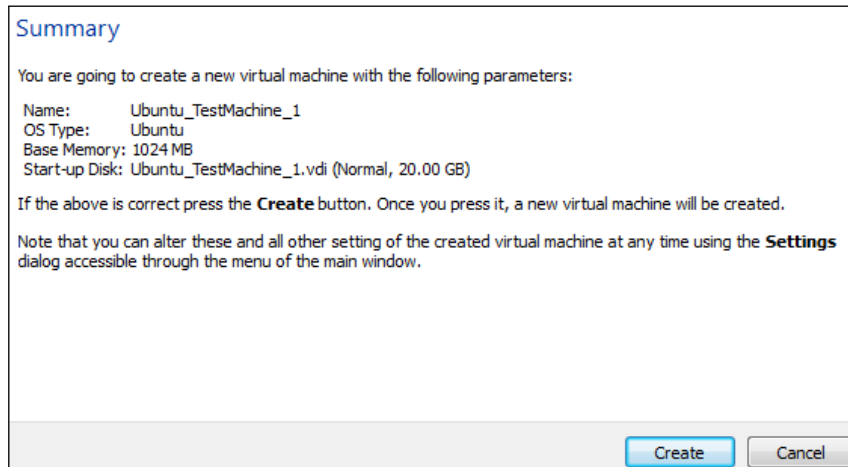 Summary
You are going to create a new virtual machine with the following parameters:
Name: Ubuntu_TestMachine_1
OS Type: Ubuntu
Base Memory: 1024 MB
Start-up Disk: Ubuntu_TestMachine_1.vdi (Normal, 20.00 GB)
If the above is correct press the Create button. Once you press it, a new virtual machine will be created.
Note that you can alter these and all other setting of the created virtual machine at any time using the Settings
dialog accessible through the menu of the main window.
Create Cancel